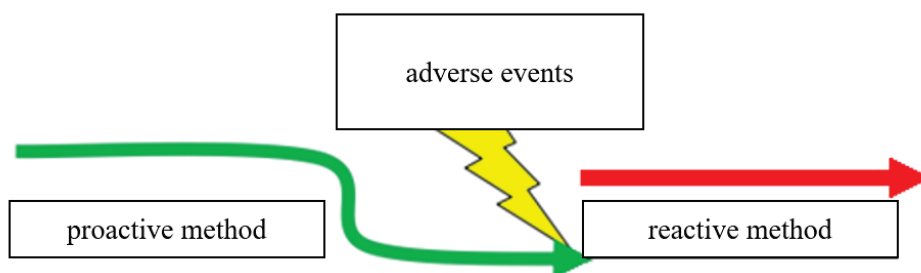 adverse events
proactive method
reactive method